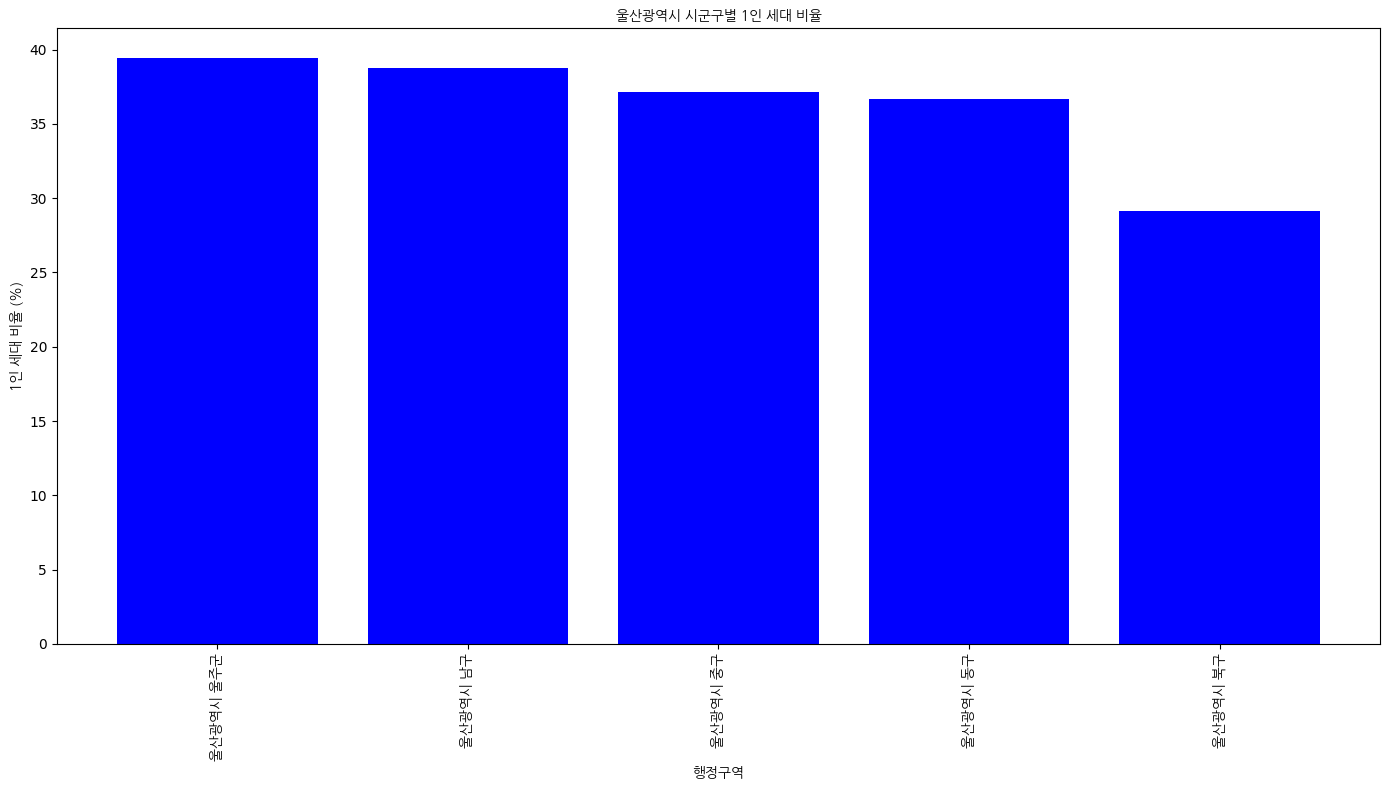 울산광역시 시군구별 1인 세대 비율
1인 세대 비율 (%)
40
35
30
25
20
15
10
5
0
울산광역시 울주군
울산광역시 남구
울산광역시 중구
울산광역시 동구
울산광역시 북구
행정구역